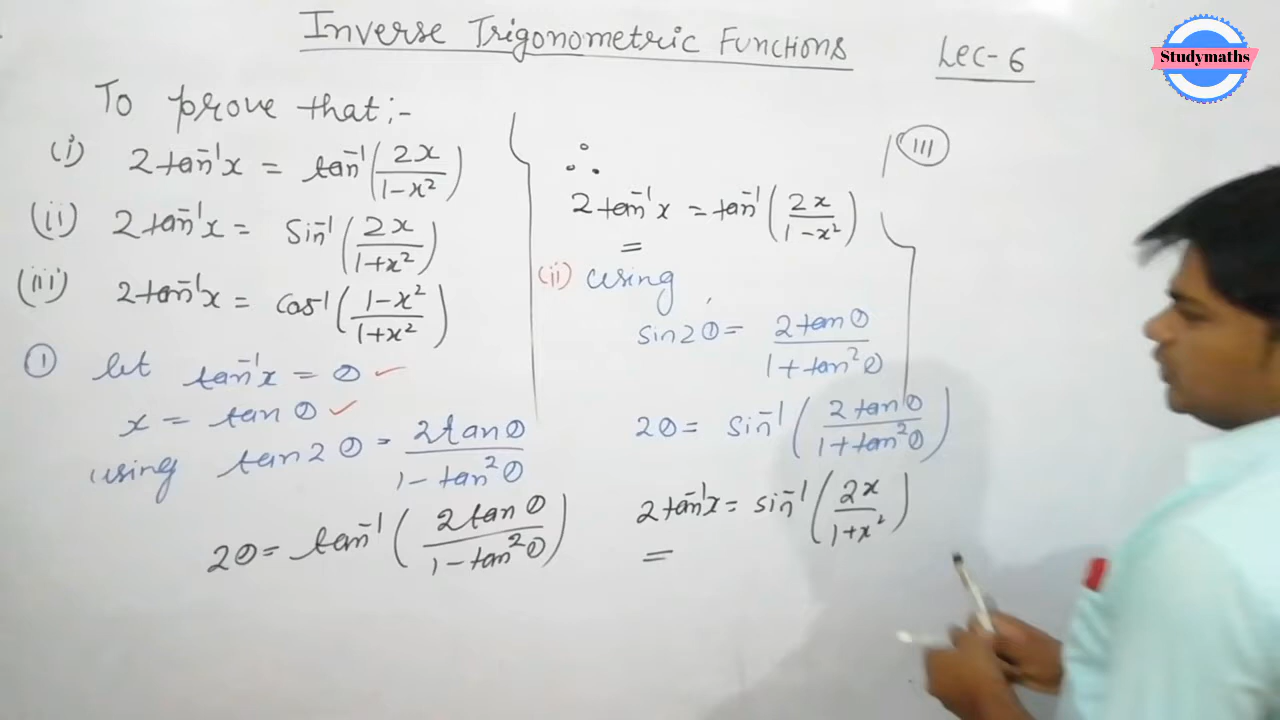 Inverse Trigonometric Functions
Lec-6
Studymaths
To prove that:-
(i) 2tan⁻¹x = tan⁻¹(2x/1-x²)
(ii) 2tan⁻¹x = Sin⁻¹(2x/1+x²)
(iii) 2tan⁻¹x = Cos⁻¹(1-x²/1+x²)
① let tan⁻¹x = θ ✓
x = tan θ ✓
using tan2θ = 2tanθ/1-tan²θ
2θ = tan⁻¹(2tanθ/1-tan²θ)
∴
2tan⁻¹x = tan⁻¹(2x/1-x²)
=
(ii) using
sin2θ = 2tanθ/1+tan²θ
2θ = sin⁻¹(2tanθ/1+tan²θ)
2tan⁻¹x = sin⁻¹(2x/1+x²)
=
(III)